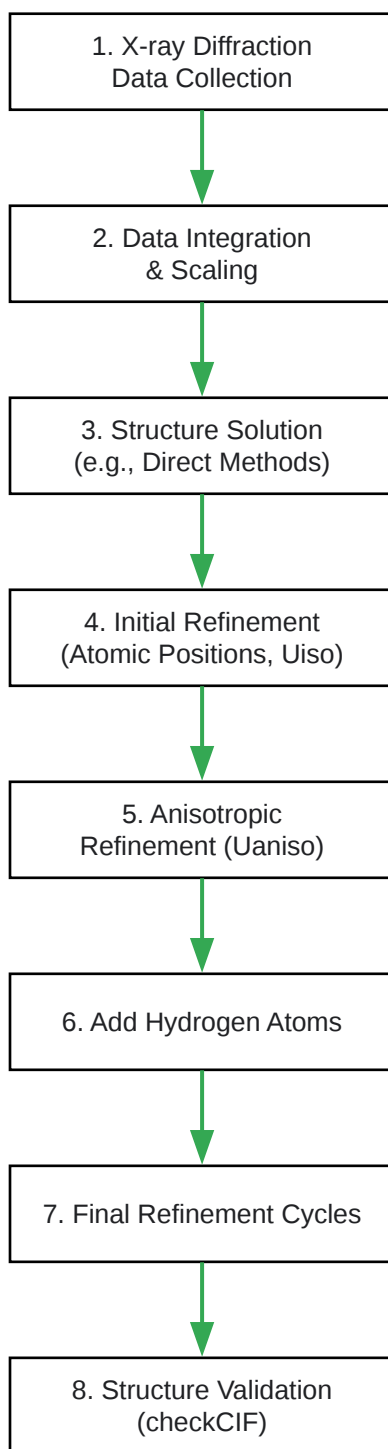 1. X-ray Diffraction
Data Collection
2. Data Integration
& Scaling
3. Structure Solution
(e.g., Direct Methods)
4. Initial Refinement
(Atomic Positions, Uiso)
5. Anisotropic
Refinement (Uaniso)
6. Add Hydrogen Atoms
7. Final Refinement Cycles
8. Structure Validation
(checkCIF)